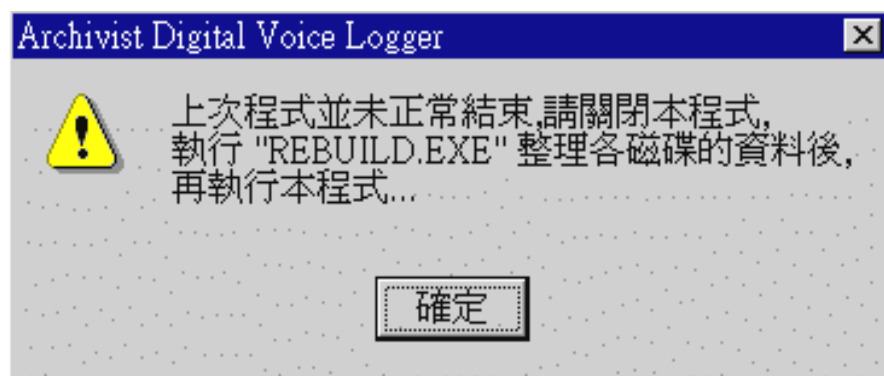 Archivist Digital Voice Logger
上次程式並未正常結束,請關閉本程式,
執行 "REBUILD.EXE" 整理各磁碟的資料後,
再執行本程式...
確定